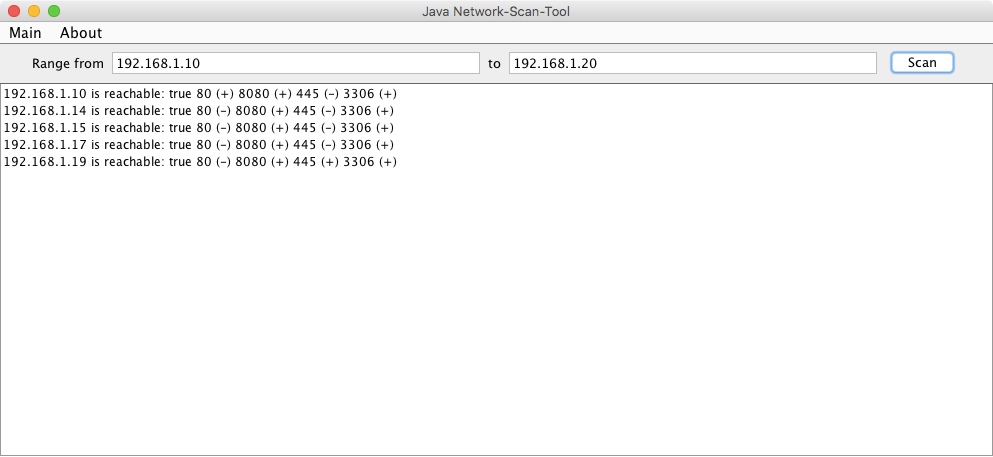 Java Network-Scan-Tool
Main About
Range from 192.168.1.10 to 192.168.1.20 Scan
192.168.1.10 is reachable: true 80 (+) 8080 (+) 445 (-) 3306 (+)
192.168.1.14 is reachable: true 80 (-) 8080 (+) 445 (-) 3306 (+)
192.168.1.15 is reachable: true 80 (-) 8080 (+) 445 (-) 3306 (+)
192.168.1.17 is reachable: true 80 (-) 8080 (+) 445 (-) 3306 (+)
192.168.1.19 is reachable: true 80 (-) 8080 (+) 445 (+) 3306 (+)